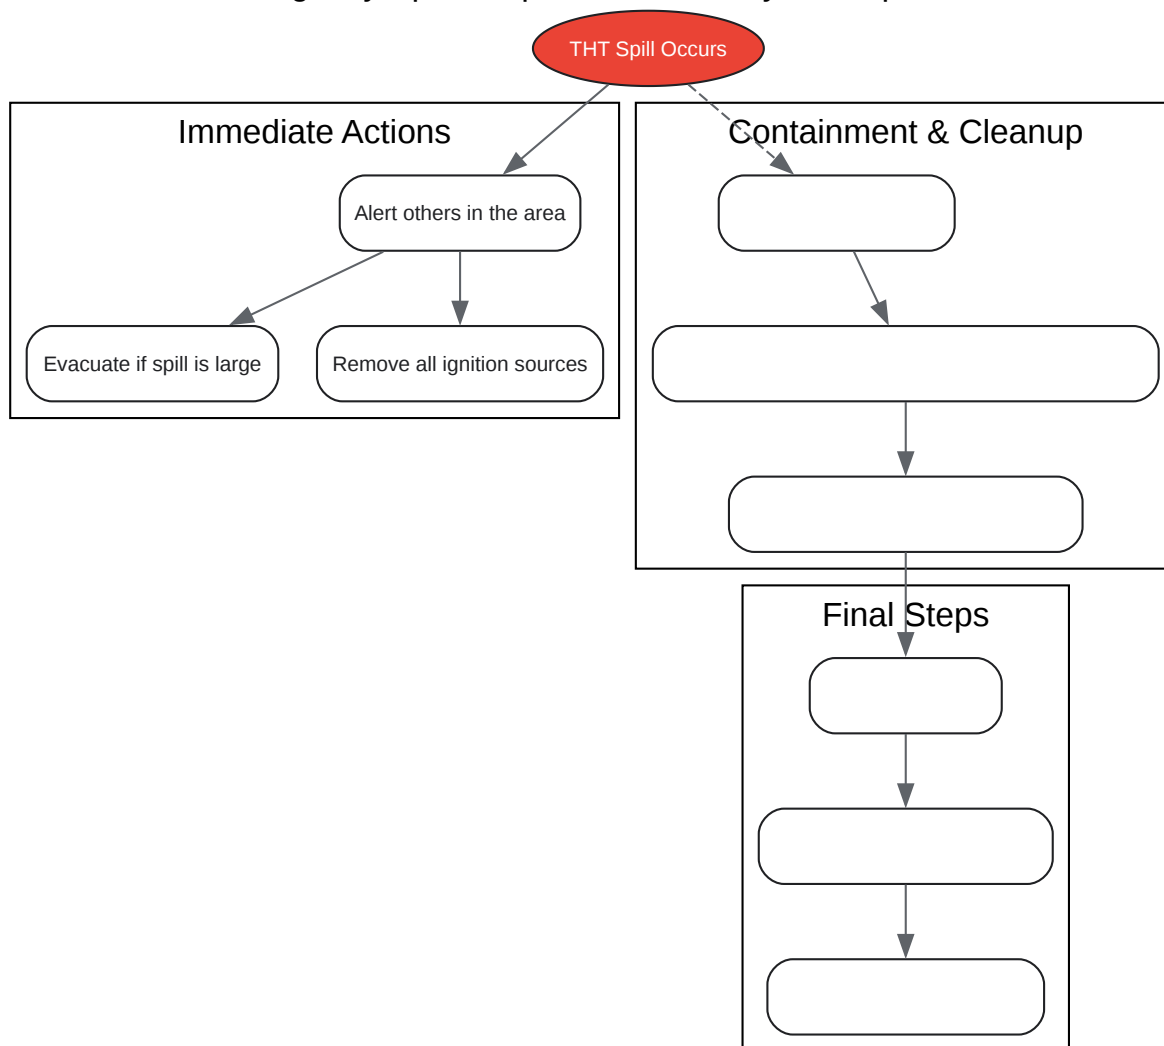 THT Spill Occurs
Immediate Actions
Alert others in the area
Evacuate if spill is large
Remove all ignition sources
Containment & Cleanup
Final Steps